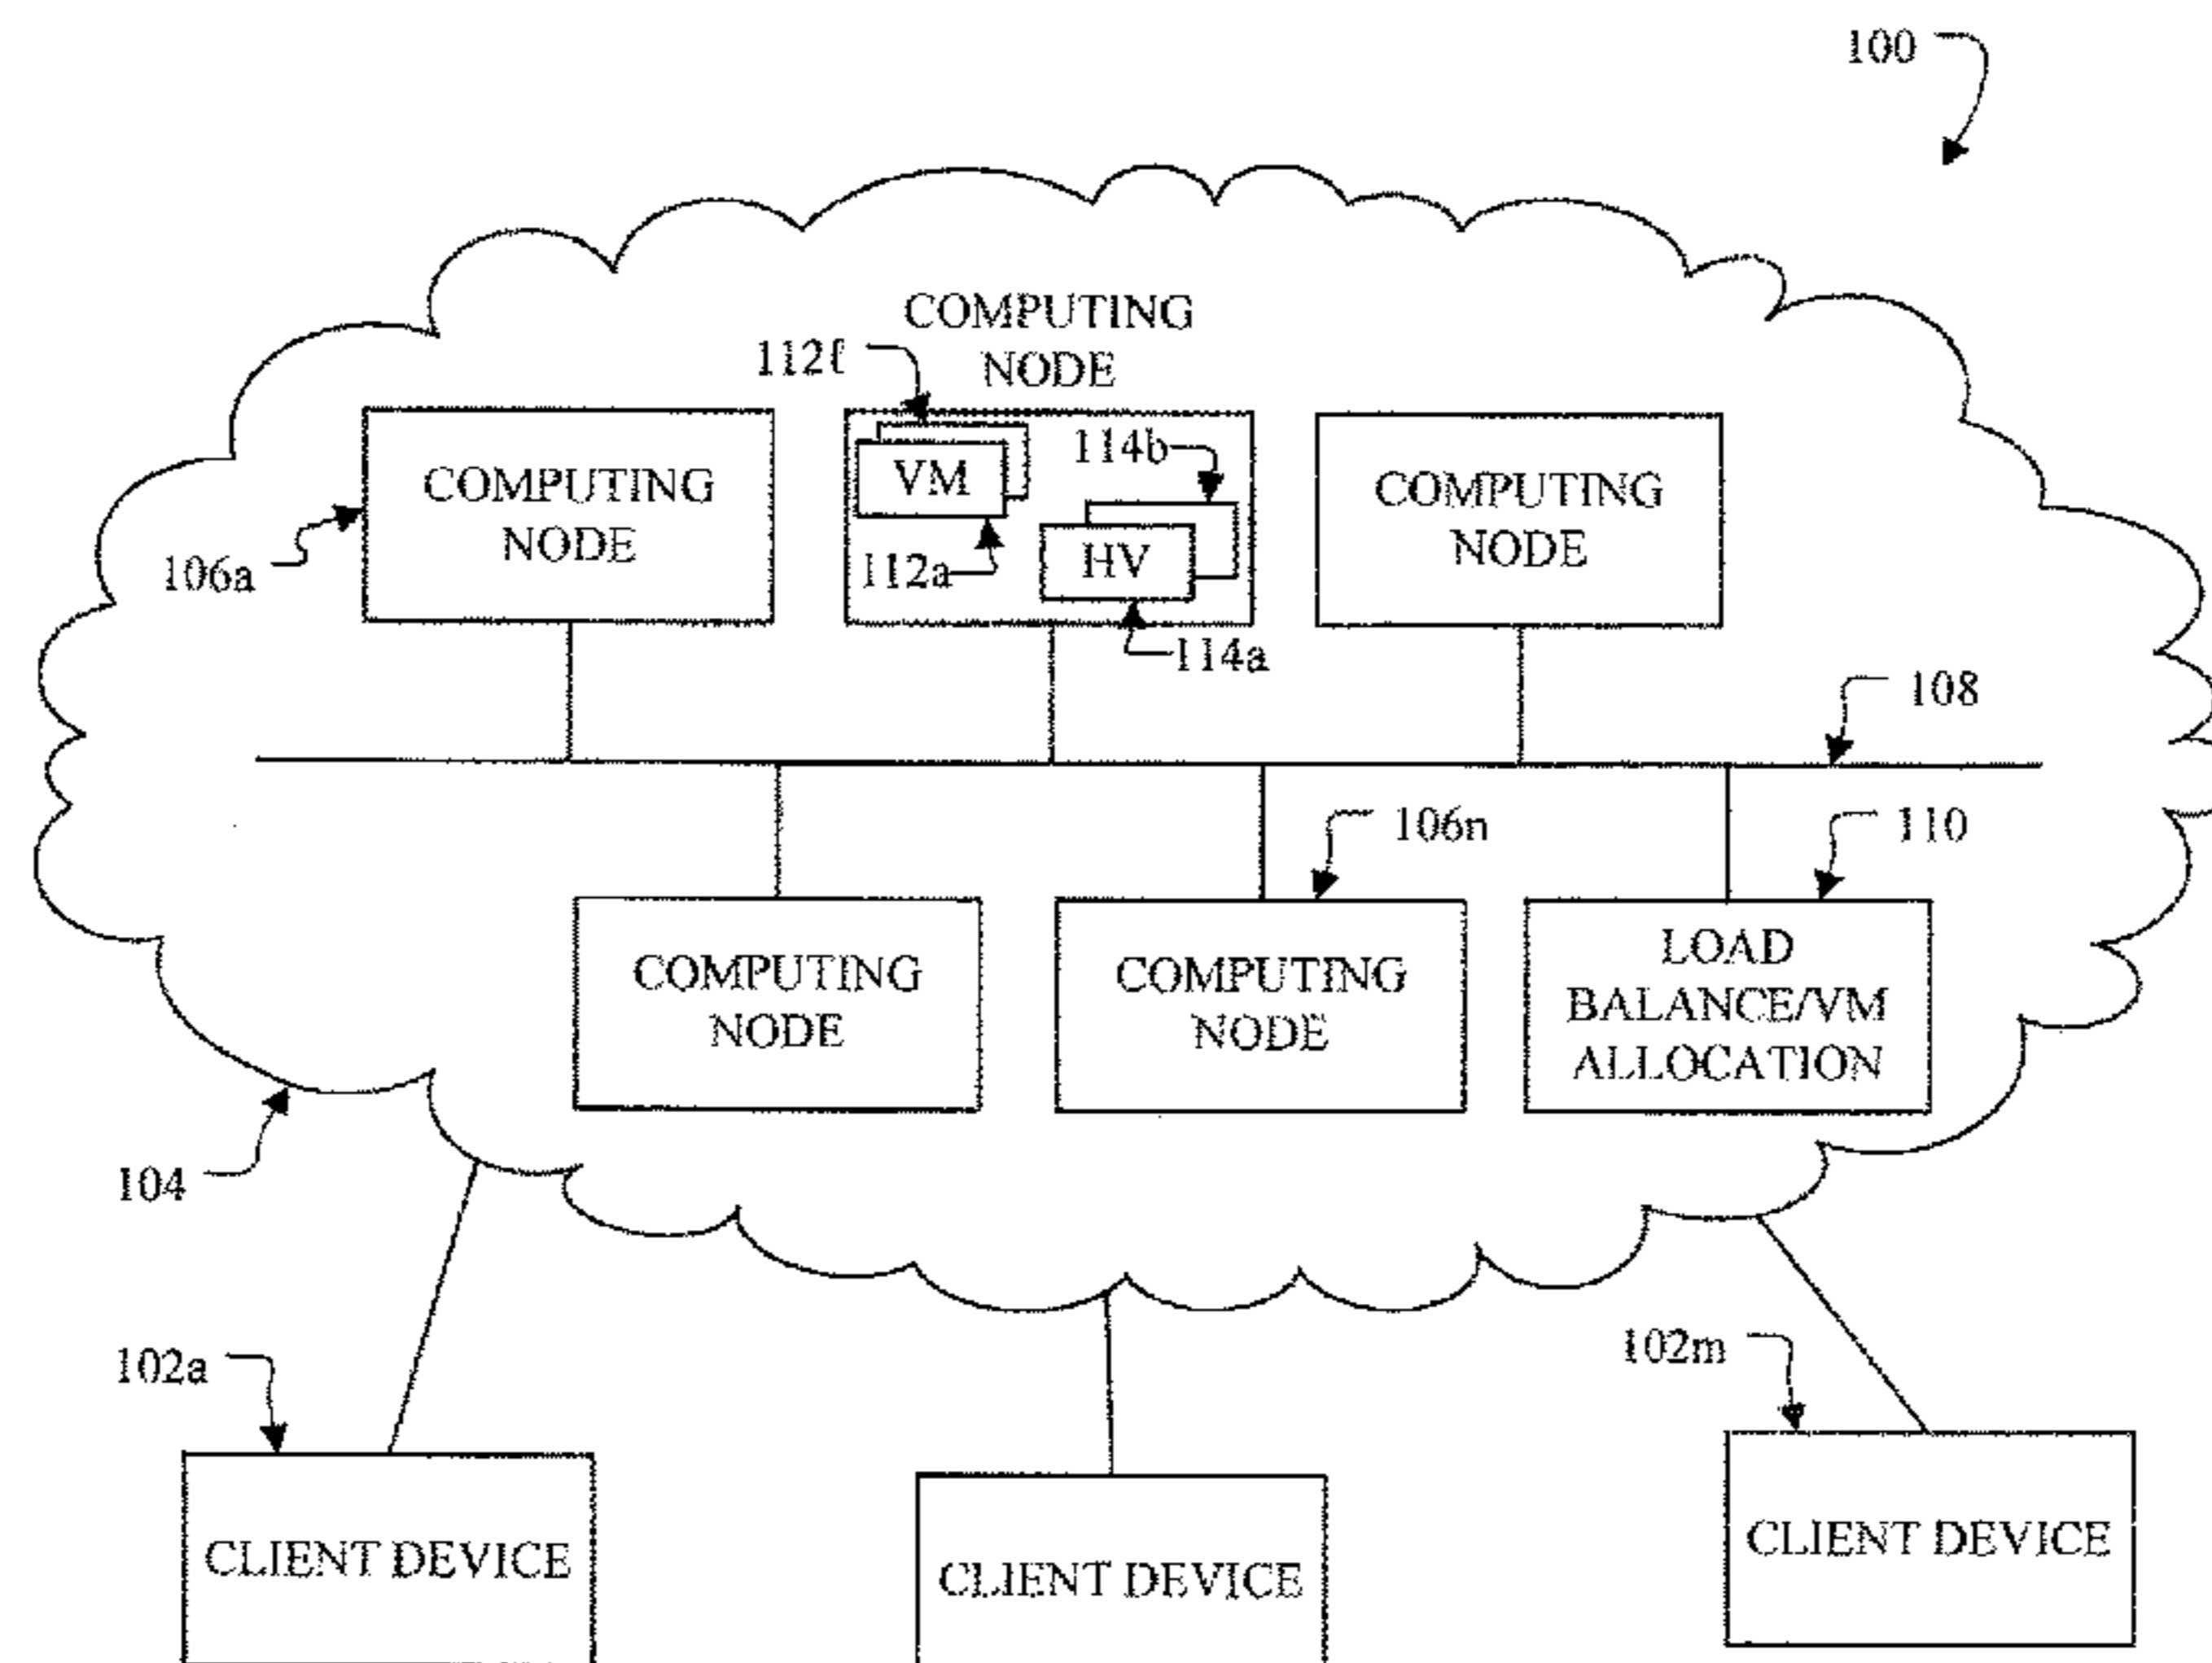 100
COMPUTING
NODE
112f
114b
VM
COMPUTING
NODE
COMPUTING
NODE
HV
112a
106a
114a
108
106n
110
COMPUTING
NODE
COMPUTING
NODE
LOAD
BALANCE/VM
ALLOCATION
104
102a
102m
CLIENT DEVICE
CLIENT DEVICE
CLIENT DEVICE